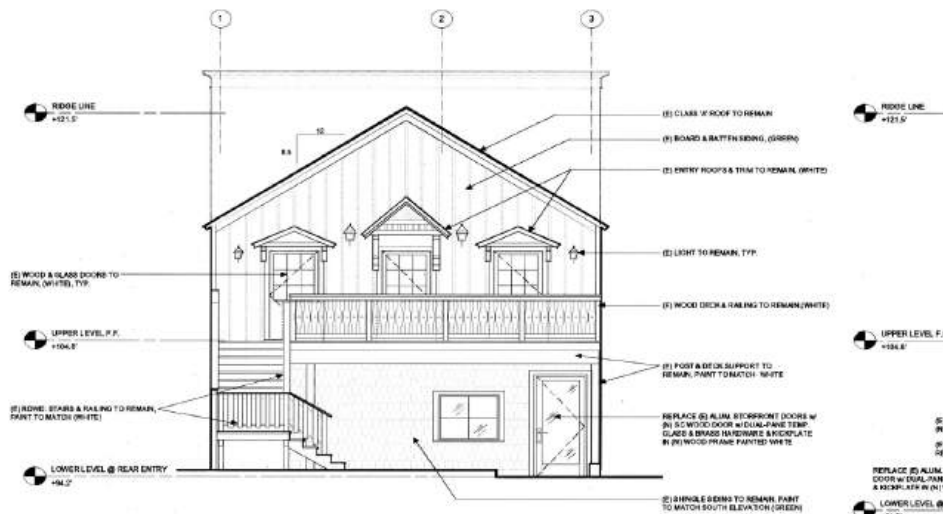 1
2
3
RIDGE LINE
+121.5'
12
8.5
(E) CLASS 'A' ROOF TO REMAIN
(E) BOARD & BATTEN SIDING, (GREEN)
(E) ENTRY ROOFS & TRIM TO REMAIN, (WHITE)
(E) LIGHT TO REMAIN, TYP.
(E) WOOD & GLASS DOORS TO
REMAIN, (WHITE), TYP.
(E) WOOD DECK & RAILING TO REMAIN (WHITE)
UPPER LEVEL F.F.
+104.8'
(E) POST & DECK SUPPORT TO
REMAIN, PAINT TO MATCH WHITE
(E) STAIRS & RAILING TO REMAIN,
PAINT TO MATCH (WHITE)
REPLACE (E) ALUM. STOREFRONT DOORS w/
(N) SC WOOD DOOR w/ DUAL-PANE TEMP.
GLASS & BRASS HARDWARE & KICKPLATE
IN (N) WOOD FRAME PAINTED WHITE
LOWER LEVEL @ REAR ENTRY
+94.2'
(E) SHINGLE SIDING TO REMAIN, PAINT
TO MATCH SOUTH ELEVATION (GREEN)
RIDGE LINE
+121.5'
UPPER LEVEL F.
+104.8'
(E)
(N)
(E)
RE
REPLACE (E) ALUM.
DOOR w/ DUAL-PAN
& KICKPLATE IN (N)
LOWER LEVEL @